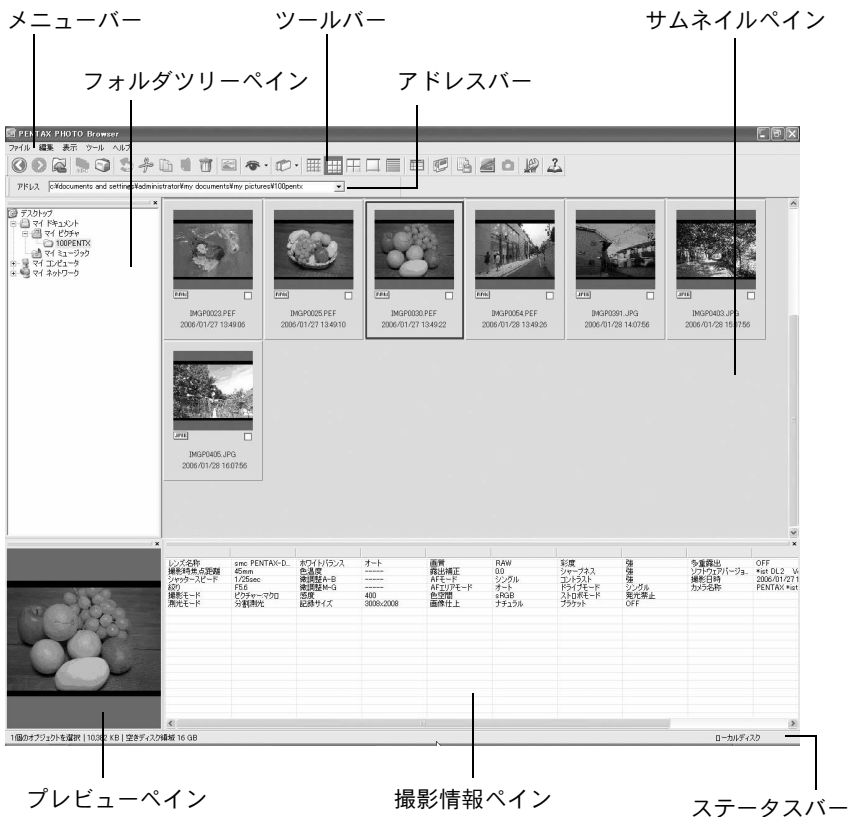 メニューバー
ツールバー
サムネイルペイン
フォルダツリーペイン
アドレスバー
PENTAX PHOTO Browser
ファイル 編集 表示 ツール ヘルプ
アドレス c¥documents and settings¥administrator¥my documents¥my pictures¥100pentx
デスクトップ
マイ ドキュメント
マイ ピクチャ
100PENTX
マイ ミュージック
マイ コンピュータ
マイ ネットワーク
RAW RAW RAW RAW JPEG JPEG
IMGP0023.PEF IMGP0025.PEF IMGP0030.PEF IMGP0054.PEF IMGP0391.JPG IMGP0403.JPG
2006/01/27 13:49:06 2006/01/27 13:49:10 2006/01/27 13:49:22 2006/01/28 13:49:26 2006/01/28 14:07:56 2006/01/28 15:07:56
JPEG
IMGP0405.JPG
2006/01/28 16:07:56
レンズ名称 smc PENTAX-D... ホワイトバランス オート 画質 RAW 彩度 強 多重露出 OFF
撮影時焦点距離 45mm 色温度 ----- 露出補正 0.0 シャープネス 強 ソフトウェアバージョ... *ist DL2 Ve
シャッタースピード 1/25sec 微調整A-B ----- AFモード シングル コントラスト 強 撮影日時 2006/01/27 1
絞り F5.6 微調整M-G ----- AFエリアモード オート ドライブモード シングル カメラ名称 PENTAX *ist
撮影モード ピクチャーマクロ 感度 400 色空間 sRGB ストロボモード 発光禁止
測光モード 分割測光 記録サイズ 3008x2008 画像仕上 ナチュラル ブラケット OFF
1個のオブジェクトを選択 | 10,382 KB | 空きディスク領域 16 GB ローカルディスク
プレビューペイン
撮影情報ペイン
ステータスバー